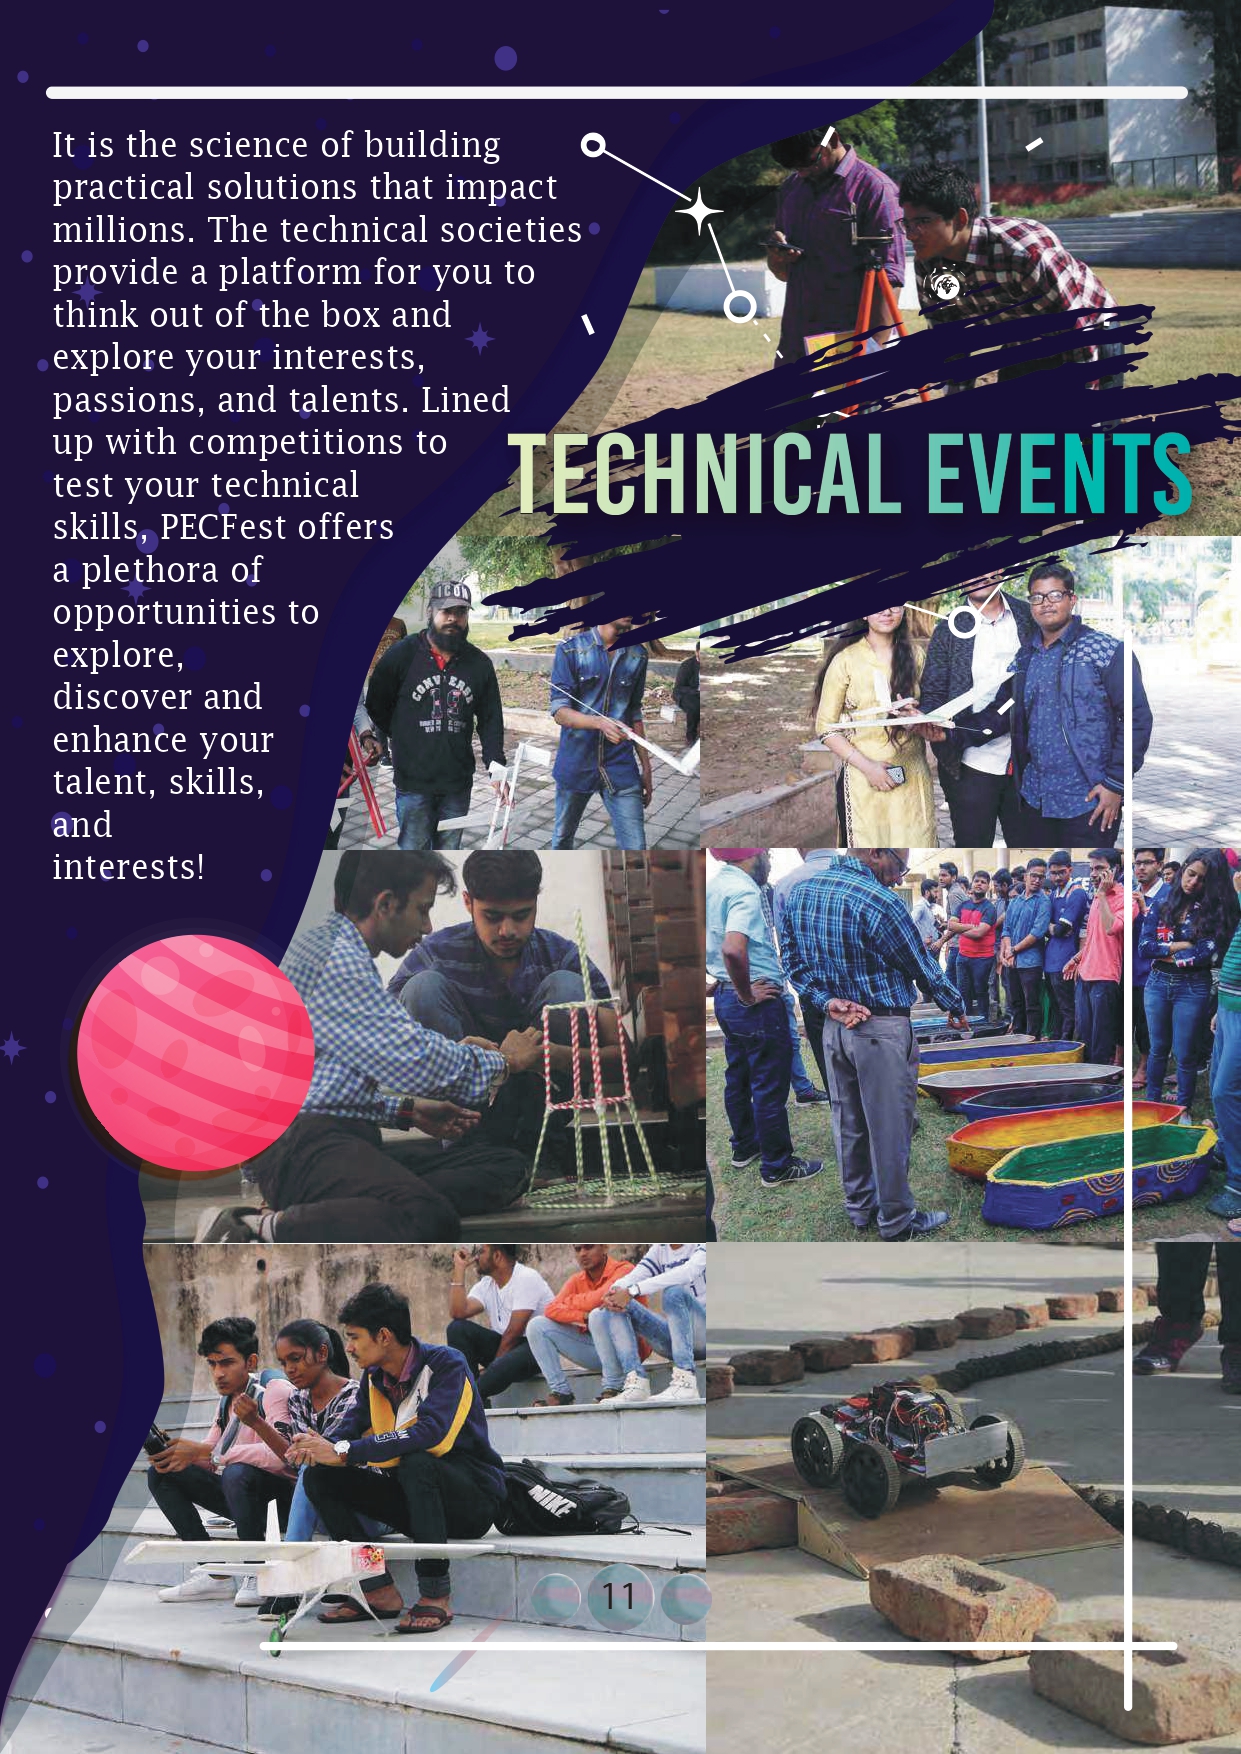 It is the science of building
practical solutions that impact
millions. The technical societies
provide a platform for you to
think out of the box and
explore your interests,
passions, and talents. Lined
up with competitions to
test your technical
skills, PECFest offers
a plethora of
opportunities to
explore,
discover and
enhance your
talent, skills,
and
interests!
TECHNICAL EVENTS
ICON
CONVERSE
NIKE
11